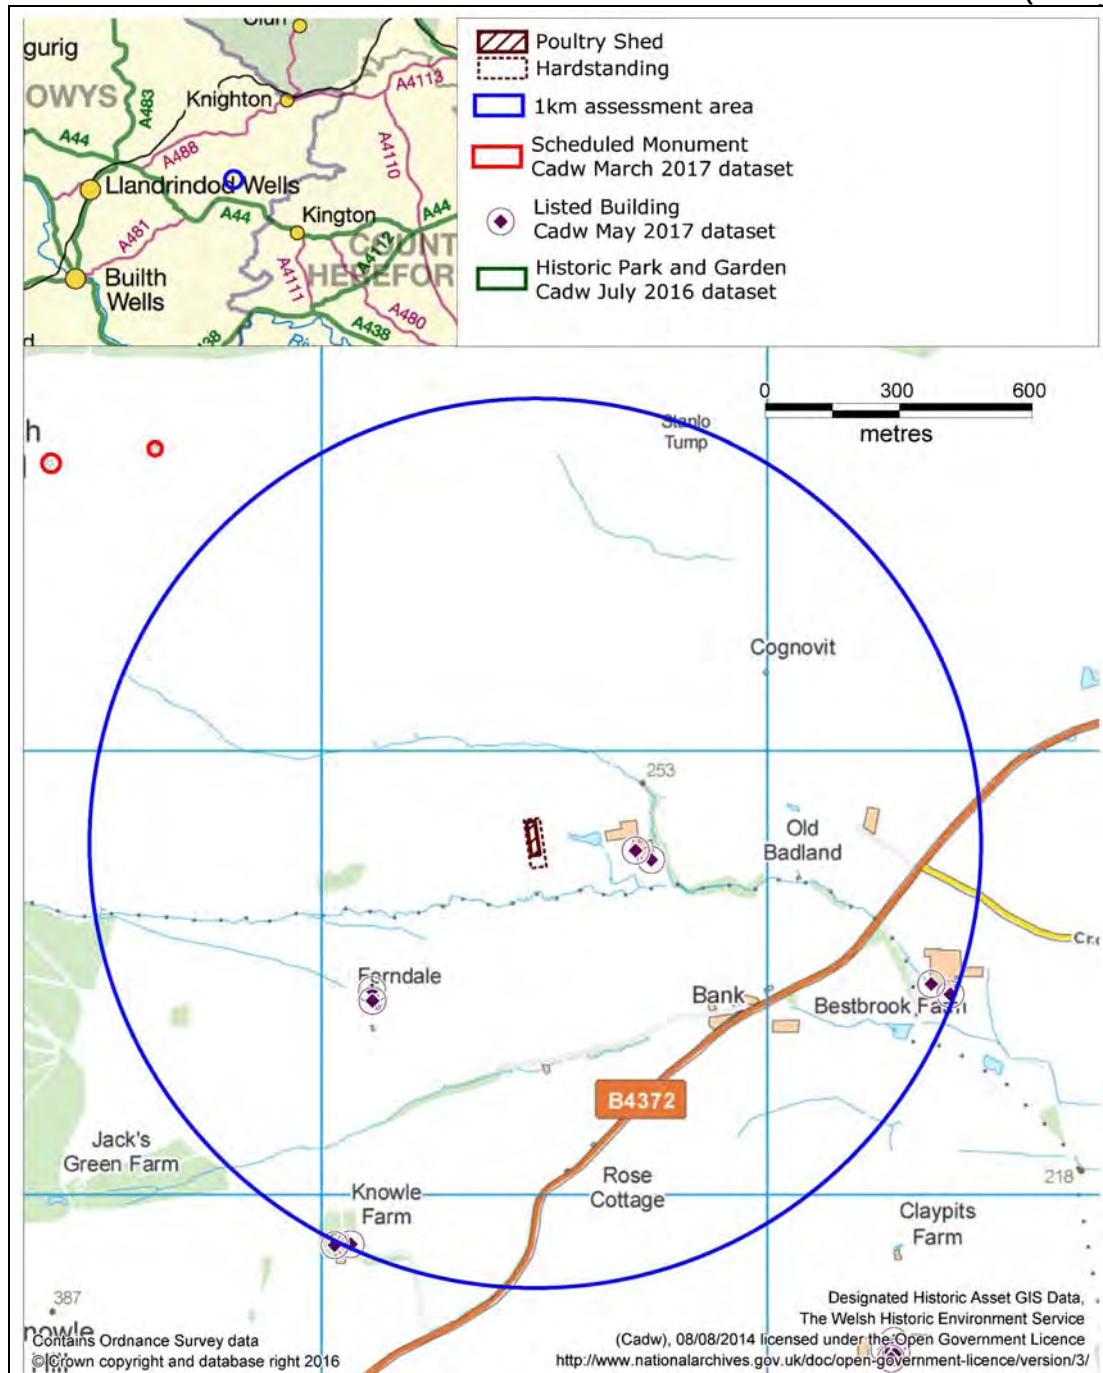 Clun
gurig
OWYS
A483
Knighton
A4113
A44
A488
A4110
Llandrindod Wells
A44
Kington
A44
A481
COUNT
A4112
HEREFOR
Builth
Wells
A4111
A480
A438
Poultry Shed
Hardstanding
1km assessment area
Scheduled Monument
Cadw March 2017 dataset
Listed Building
Cadw May 2017 dataset
Historic Park and Garden
Cadw July 2016 dataset
0 300 600
metres
h
Stanlo
Tump
Cognovit
253
Old
Badland
Ferndale
Bank
Bestbrook Farm
B4372
Jack's
Green Farm
Rose
Cottage
218
Knowle
Farm
Claypits
Farm
387
nowle
Hill
Contains Ordnance Survey data
© Crown copyright and database right 2016
Designated Historic Asset GIS Data,
The Welsh Historic Environment Service
(Cadw), 08/08/2014 licensed under the Open Government Licence
http://www.nationalarchives.gov.uk/doc/open-government-licence/version/3/